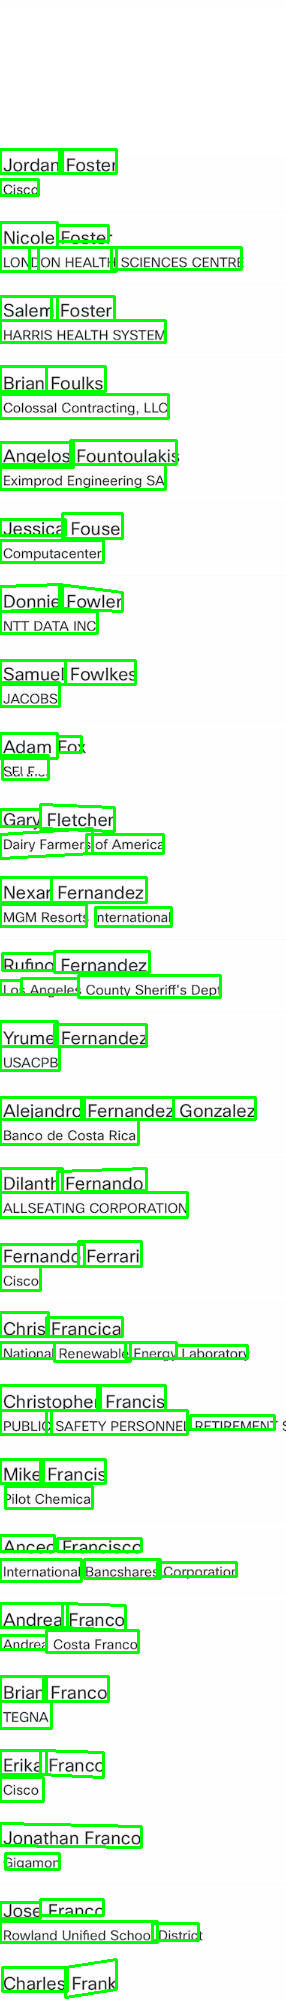 Jordan Foster
Cisco
Nicole Foster
LONDON HEALTH SCIENCES CENTRE
Salem Foster
HARRIS HEALTH SYSTEM
Brian Foulks
Colossal Contracting, LLC
Angelos Fountoulakis
Eximprod Engineering SA
Jessica Fouse
Computacenter
Donnie Fowler
NTT DATA INC
Samuel Fowlkes
JACOBS
Adam Fox
Gary Fletcher
Dairy Farmers of America
Nexar Fernandez
MGM Resorts International
Rufino Fernandez
Los Angeles County Sheriff's Dept
Yrume Fernandez
USACPB
Alejandro Fernandez Gonzalez
Banco de Costa Rica
Dilanth Fernando
ALLSEATING CORPORATION
Fernando Ferrari
Cisco
Chris Francica
National Renewable Energy Laboratory
Christopher Francis
PUBLIC SAFETY PERSONNEL RETIREMENT S
Mike Francis
Pilot Chemical
Anced Francisco
International Bancshares Corporation
Andrea Franco
Andrea Costa Franco
Brian Franco
TEGNA
Erika Franco
Cisco
Jonathan Franco
Gigamon
Jose Franco
Rowland Unified School District
Charles Frank